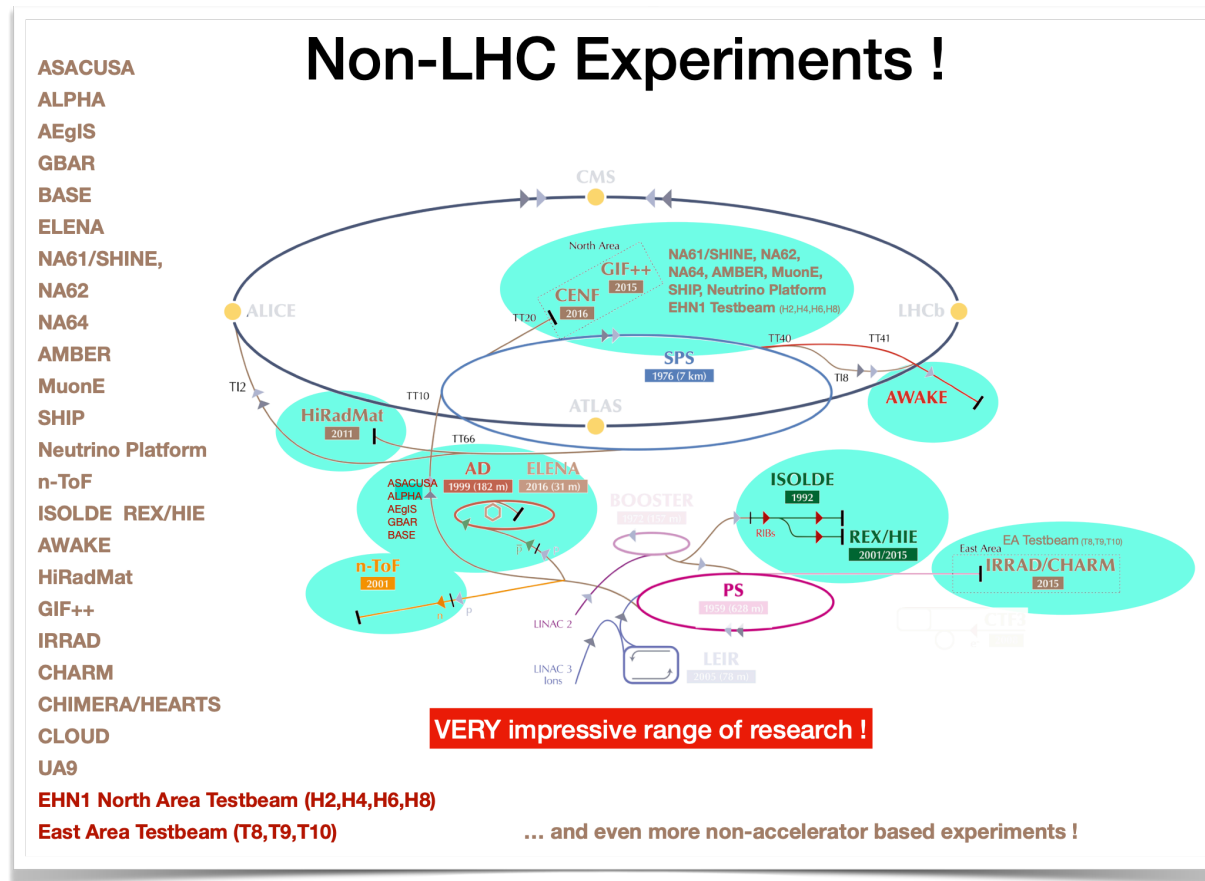 Non-LHC Experiments !
ASACUSA
ALPHA
AEgIS
GBAR
BASE
ELENA
NA61/SHINE,
NA62
NA64
AMBER
MuonE
SHIP
Neutrino Platform
n-ToF
ISOLDE REX/HIE
AWAKE
HiRadMat
GIF++
IRRAD
CHARM
CHIMERA/HEARTS
CLOUD
UA9
EHN1 North Area Testbeam (H2,H4,H6,H8)
East Area Testbeam (T8,T9,T10)
CMS
North Area
GIF++
2015
CENF
2016
NA61/SHINE, NA62,
NA64, AMBER, MuonE,
SHIP, Neutrino Platform
EHN1 Testbeam (H2,H4,H6,H8)
ALICE
LHCb
TT20
TT40
TT41
SPS
1976 (7 km)
TI8
TI2
TT10
AWAKE
ATLAS
HiRadMat
2011
TT66
AD
1999 (182 m)
ELENA
2016 (31 m)
ASACUSA
ALPHA
AEgIS
GBAR
BASE
BOOSTER
ISOLDE
1992
RIBs
REX/HIE
2001/2015
p
p
EA Testbeam (T8,T9,T10)
East Area
IRRAD/CHARM
2015
n-ToF
2001
n
p
PS
1959 (628 m)
LINAC 2
LINAC 3
Ions
LEIR
2005 (78 m)
VERY impressive range of research !
... and even more non-accelerator based experiments !